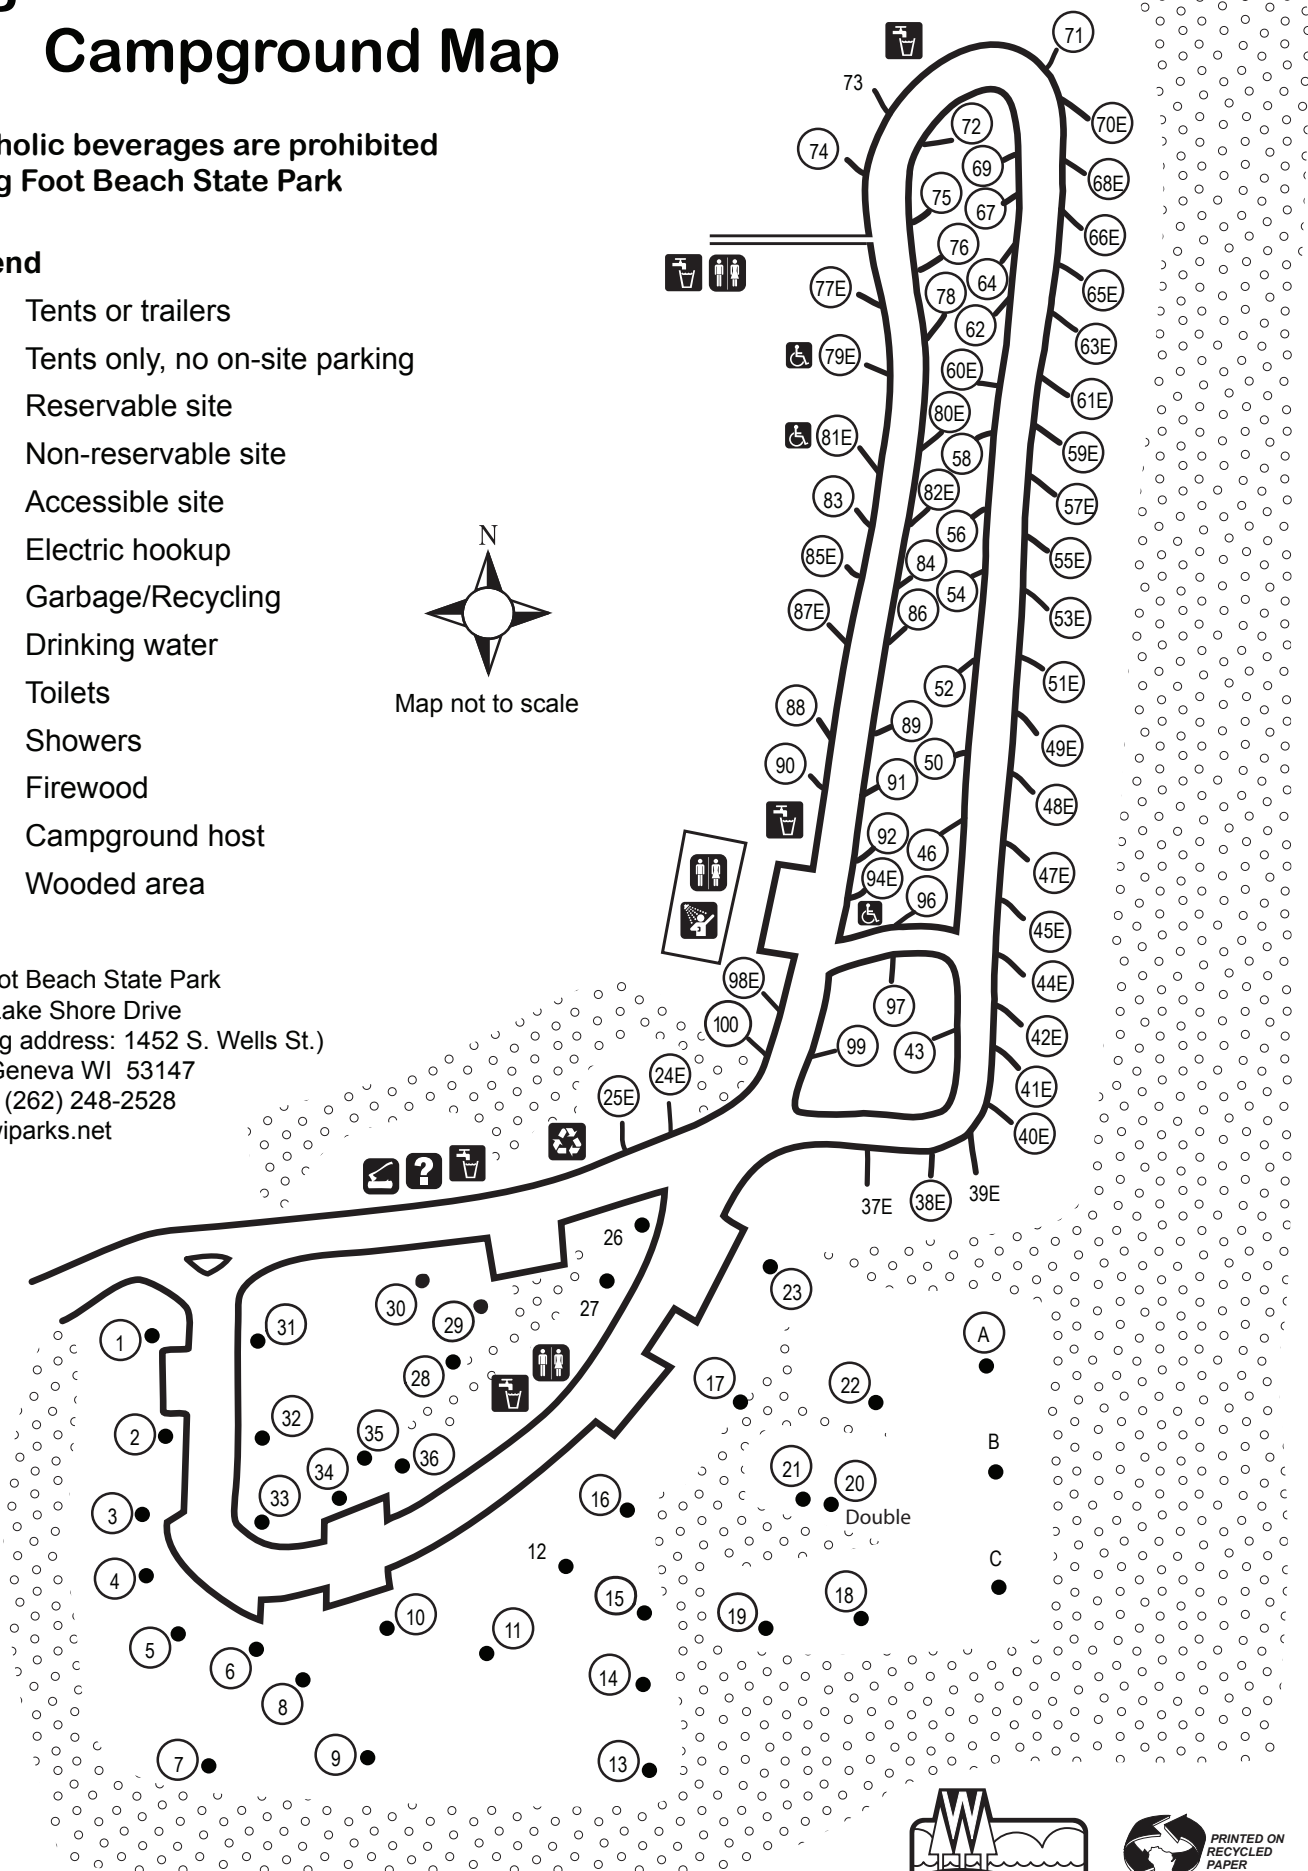 Campground Map
holic beverages are prohibited
g Foot Beach State Park
end
Tents or trailers
Tents only, no on-site parking
Reservable site
Non-reservable site
Accessible site
Electric hookup
Garbage/Recycling
Drinking water
Toilets
Showers
Firewood
Campground host
Wooded area
N
Map not to scale
ot Beach State Park
ake Shore Drive
g address: 1452 S. Wells St.)
Geneva WI 53147
(262) 248-2528
viparks.net
71
73
70E
72
74
69
68E
75
67
66E
76
64
77E
78
65E
62
63E
79E
60E
61E
80E
81E
58
59E
82E
83
57E
56
85E
84
55E
54
87E
86
53E
52
51E
88
89
49E
50
90
91
48E
92
46
47E
94E
96
45E
98E
44E
97
100
42E
99
43
24E
41E
25E
40E
37E
38E
39E
?
26
23
27
30
29
31
1
A
28
17
22
32
35
2
B
36
34
21
20
Double
33
16
3
12
C
4
15
18
19
10
11
5
6
14
8
7
9
13
W
PRINTED ON
RECYCLED
PAPER